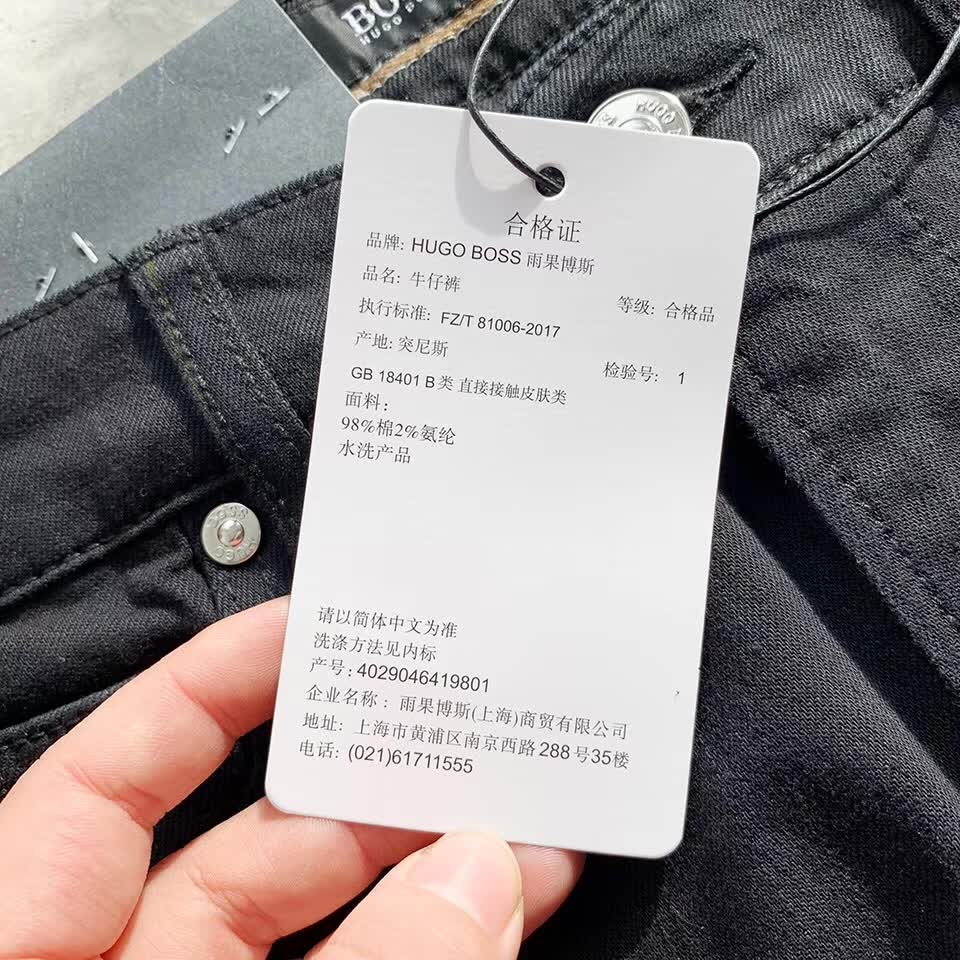 BO
HUGO
HUGO
合格证
品牌: HUGO BOSS 雨果博斯
品名: 牛仔裤
等级: 合格品
执行标准: FZ/T 81006-2017
产地: 突尼斯
检验号: 1
GB 18401 B类 直接接触皮肤类
面料:
98%棉2%氨纶
水洗产品
BOSS
HUGO
请以简体中文为准
洗涤方法见内标
产号: 4029046419801
企业名称: 雨果博斯(上海)商贸有限公司
地址: 上海市黄浦区南京西路288号35楼
电话: (021)61711555